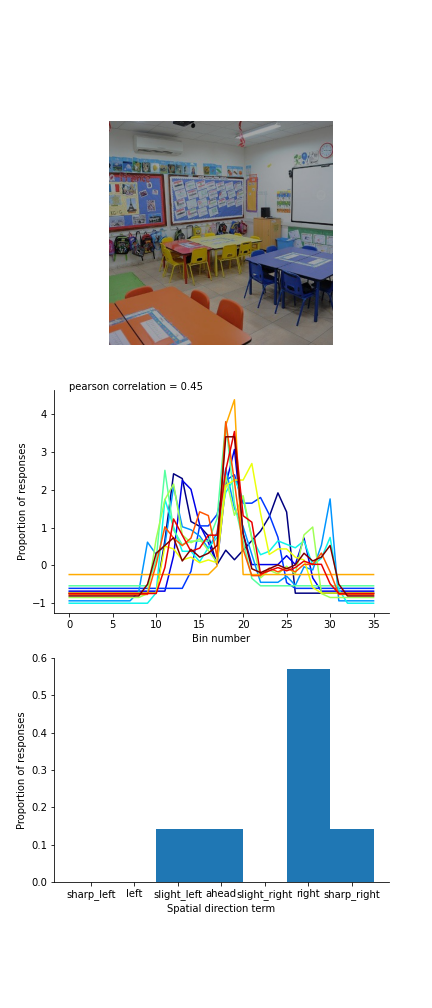 pearson correlation = 0.45
Proportion of responses
4
3
2
1
0
−1
0 5 10 15 20 25 30 35
Bin number
Proportion of responses
0.6
0.5
0.4
0.3
0.2
0.1
0.0
sharp_left left slight_left ahead slight_right right sharp_right
Spatial direction term